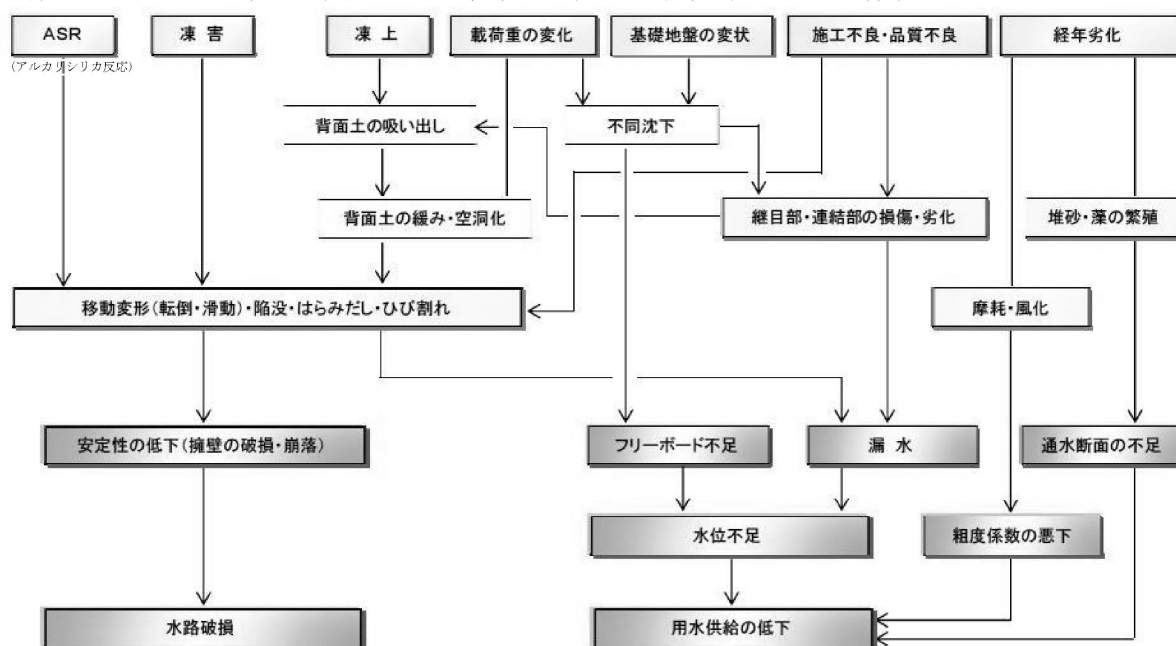 ASR
凍 害
凍 上
載荷重の変化
基礎地盤の変状
施工不良・品質不良
経年劣化
(アルカリシリカ反応)
背面土の吸い出し
不同沈下
背面土の緩み・空洞化
継目部・連結部の損傷・劣化
堆砂・藻の繁殖
移動変形(転倒・滑動)・陥没・はらみだし・ひび割れ
摩耗・風化
安定性の低下(擁壁の破損・崩落)
フリーボード不足
漏 水
通水断面の不足
水位不足
粗度係数の悪下
水路破損
用水供給の低下